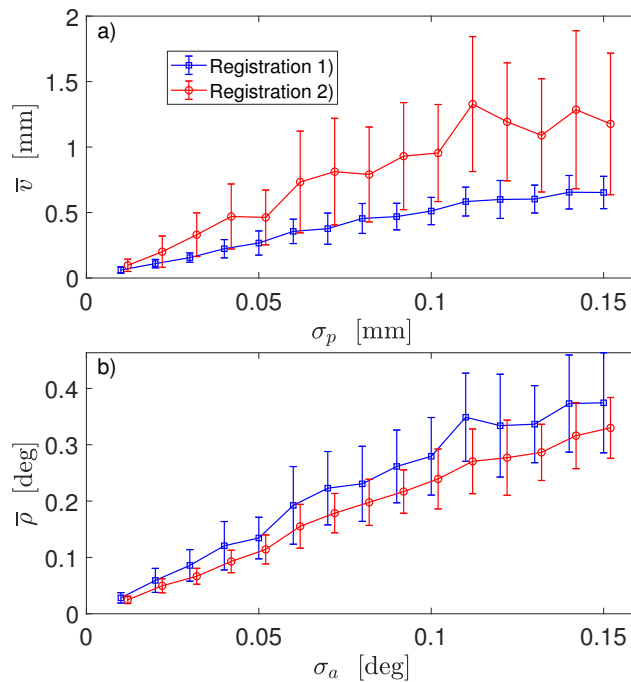 a)
Registration 1)
Registration 2)
2
1.5
1
0.5
0
v̅ [mm]
0 0.05 0.1 0.15
σ_p [mm]
b)
0.4
0.3
0.2
0.1
0
ρ̅ [deg]
0 0.05 0.1 0.15
σ_a [deg]